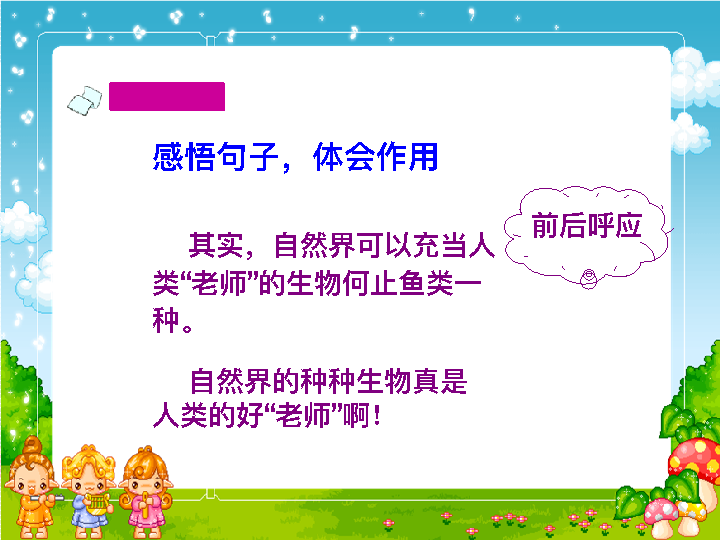 感悟句子，体会作用
前后呼应
其实，自然界可以充当人
类“老师”的生物何止鱼类一
种。
自然界的种种生物真是
人类的好“老师”啊！